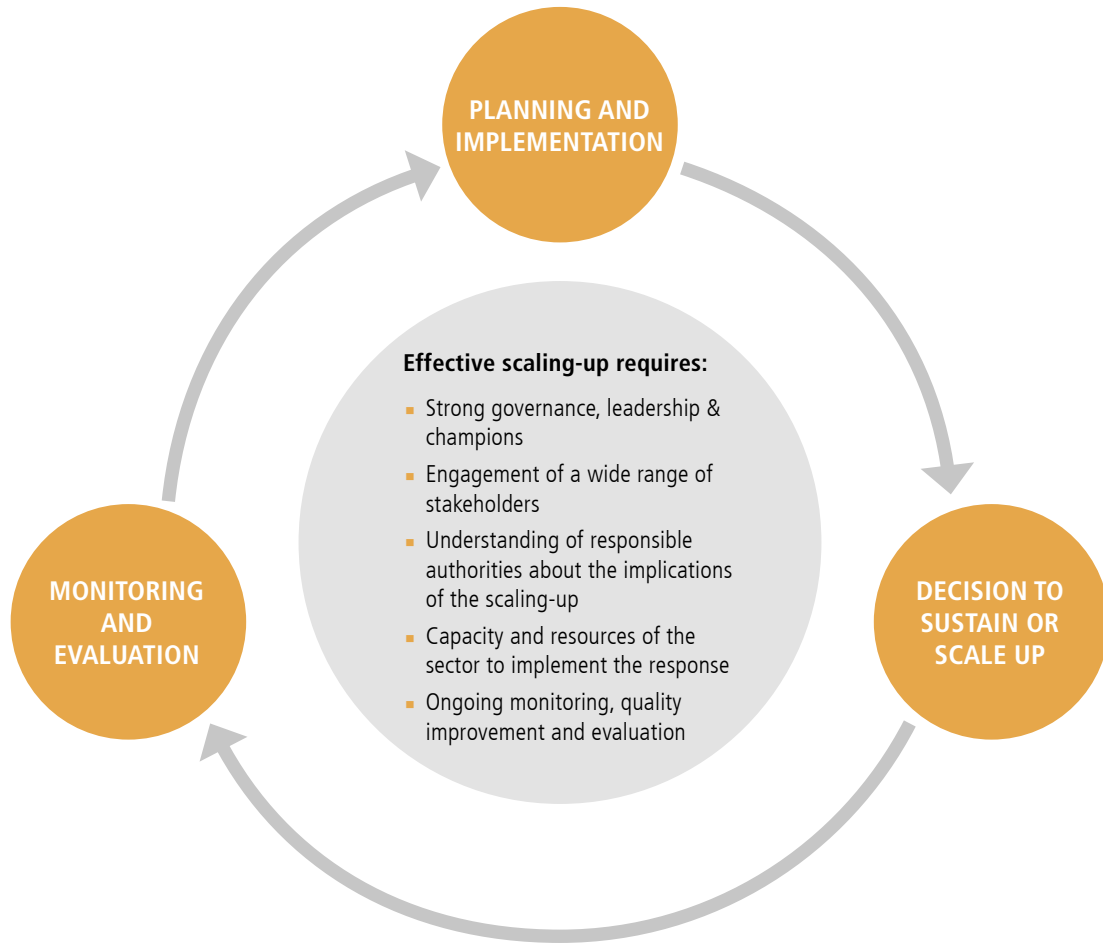 PLANNING AND
IMPLEMENTATION
Effective scaling-up requires:
▪ Strong governance, leadership &
champions
▪ Engagement of a wide range of
stakeholders
▪ Understanding of responsible
authorities about the implications
of the scaling-up
▪ Capacity and resources of the
sector to implement the response
▪ Ongoing monitoring, quality
improvement and evaluation
MONITORING
AND
EVALUATION
DECISION TO
SUSTAIN OR
SCALE UP